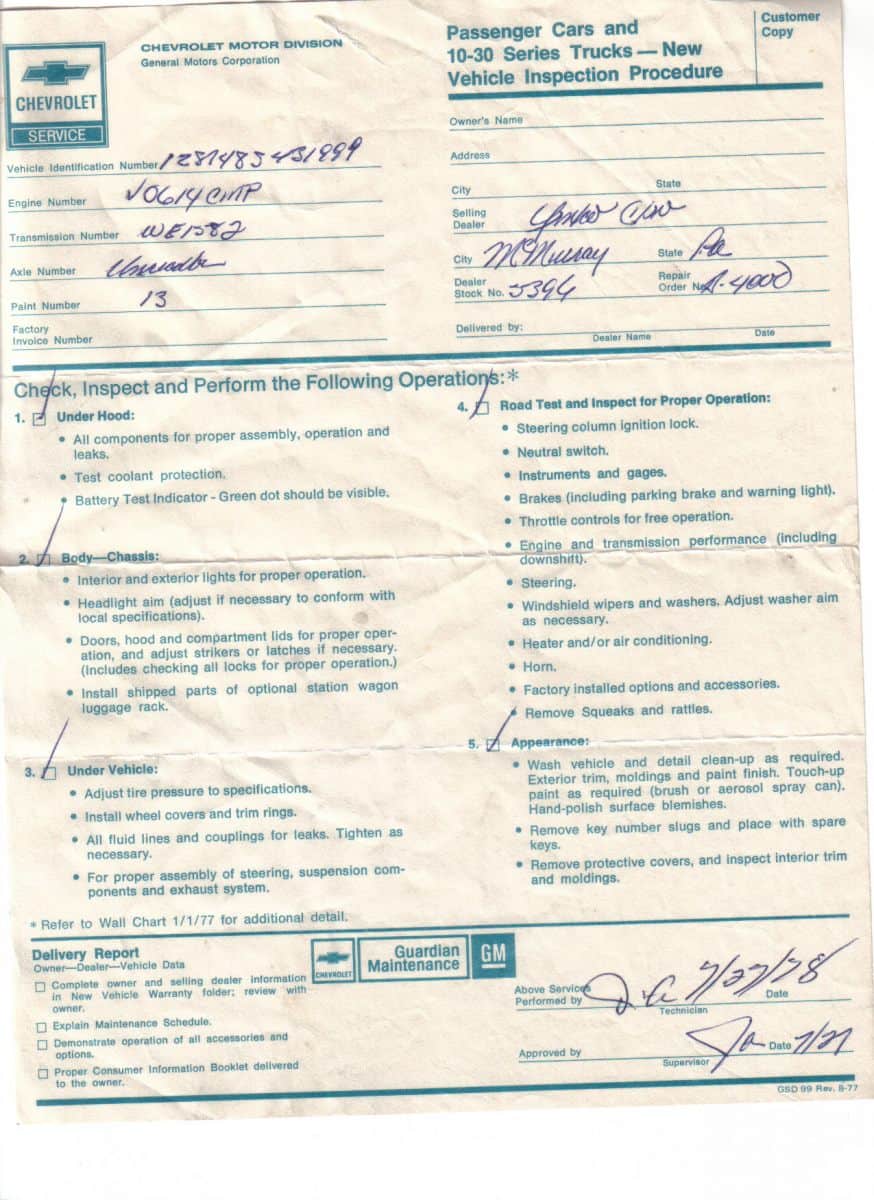 CHEVROLET
SERVICE
CHEVROLET MOTOR DIVISION
General Motors Corporation
Passenger Cars and
10-30 Series Trucks — New
Vehicle Inspection Procedure
Customer
Copy
Vehicle Identification Number
Engine Number
Transmission Number WE1582
Axle Number
Paint Number 13
Factory
Invoice Number
Owner's Name
Address
City State
Selling
Dealer
City McMurray State Pa
Dealer
Stock No. 5394
Repair
Order No. A-4000
Delivered by:
Dealer Name Date
Check, Inspect and Perform the Following Operations:*
1. Under Hood:
• All components for proper assembly, operation and
leaks.
• Test coolant protection.
• Battery Test Indicator - Green dot should be visible.
2. Body—Chassis:
• Interior and exterior lights for proper operation.
• Headlight aim (adjust if necessary to conform with
local specifications).
• Doors, hood and compartment lids for proper oper-
ation, and adjust strikers or latches if necessary.
(Includes checking all locks for proper operation.)
• Install shipped parts of optional station wagon
luggage rack.
3. Under Vehicle:
• Adjust tire pressure to specifications.
• Install wheel covers and trim rings.
• All fluid lines and couplings for leaks. Tighten as
necessary.
• For proper assembly of steering, suspension com-
ponents and exhaust system.
4. Road Test and Inspect for Proper Operation:
• Steering column ignition lock.
• Neutral switch.
• Instruments and gages.
• Brakes (including parking brake and warning light).
• Throttle controls for free operation.
• Engine and transmission performance (including
downshift).
• Steering.
• Windshield wipers and washers. Adjust washer aim
as necessary.
• Heater and/or air conditioning.
• Horn.
• Factory installed options and accessories.
• Remove Squeaks and rattles.
5. Appearance:
• Wash vehicle and detail clean-up as required.
Exterior trim, moldings and paint finish. Touch-up
paint as required (brush or aerosol spray can).
Hand-polish surface blemishes.
• Remove key number slugs and place with spare
keys.
• Remove protective covers, and inspect interior trim
and moldings.
* Refer to Wall Chart 1/1/77 for additional detail.
Delivery Report
Owner—Dealer—Vehicle Data
Complete owner and selling dealer information
in New Vehicle Warranty folder; review with
owner.
Explain Maintenance Schedule.
Demonstrate operation of all accessories and
options.
Proper Consumer Information Booklet delivered
to the owner.
CHEVROLET
Guardian
Maintenance
GM
Above Services
Performed by 7/27/78
Technician Date
Approved by Date 7/27
Supervisor
GSD 99 Rev. 8-77